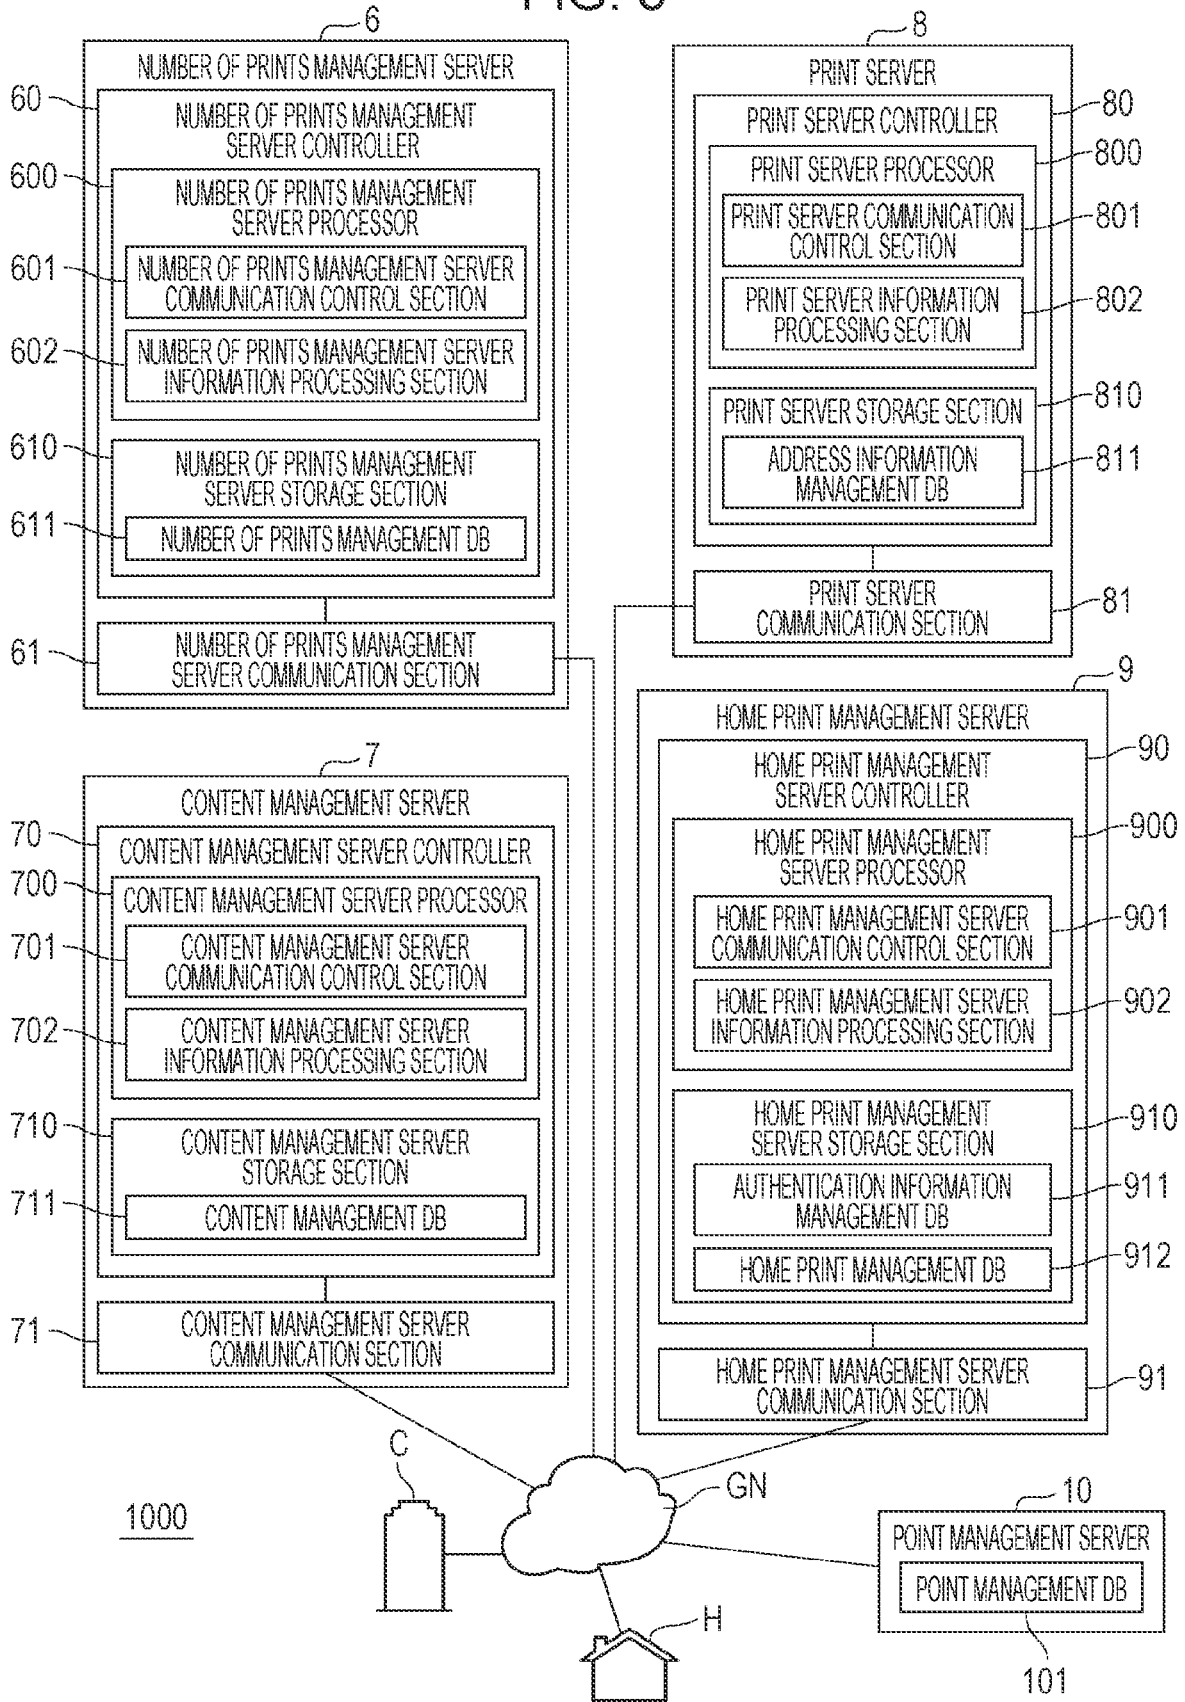 6
NUMBER OF PRINTS MANAGEMENT SERVER
60
NUMBER OF PRINTS MANAGEMENT
SERVER CONTROLLER
600
NUMBER OF PRINTS MANAGEMENT
SERVER PROCESSOR
601
NUMBER OF PRINTS MANAGEMENT SERVER
COMMUNICATION CONTROL SECTION
602
NUMBER OF PRINTS MANAGEMENT SERVER
INFORMATION PROCESSING SECTION
610
NUMBER OF PRINTS MANAGEMENT
SERVER STORAGE SECTION
611
NUMBER OF PRINTS MANAGEMENT DB
61
NUMBER OF PRINTS MANAGEMENT
SERVER COMMUNICATION SECTION
8
PRINT SERVER
80
PRINT SERVER CONTROLLER
800
PRINT SERVER PROCESSOR
PRINT SERVER COMMUNICATION
CONTROL SECTION
801
PRINT SERVER INFORMATION
PROCESSING SECTION
802
810
PRINT SERVER STORAGE SECTION
ADDRESS INFORMATION
MANAGEMENT DB
811
PRINT SERVER
COMMUNICATION SECTION
81
7
CONTENT MANAGEMENT SERVER
70
CONTENT MANAGEMENT SERVER CONTROLLER
700
CONTENT MANAGEMENT SERVER PROCESSOR
701
CONTENT MANAGEMENT SERVER
COMMUNICATION CONTROL SECTION
702
CONTENT MANAGEMENT SERVER
INFORMATION PROCESSING SECTION
710
CONTENT MANAGEMENT SERVER
STORAGE SECTION
711
CONTENT MANAGEMENT DB
71
CONTENT MANAGEMENT SERVER
COMMUNICATION SECTION
9
HOME PRINT MANAGEMENT SERVER
90
HOME PRINT MANAGEMENT
SERVER CONTROLLER
900
HOME PRINT MANAGEMENT
SERVER PROCESSOR
HOME PRINT MANAGEMENT SERVER
COMMUNICATION CONTROL SECTION
901
HOME PRINT MANAGEMENT SERVER
INFORMATION PROCESSING SECTION
902
HOME PRINT MANAGEMENT
SERVER STORAGE SECTION
910
AUTHENTICATION INFORMATION
MANAGEMENT DB
911
HOME PRINT MANAGEMENT DB
912
HOME PRINT MANAGEMENT SERVER
COMMUNICATION SECTION
91
1000
C
GN
H
10
POINT MANAGEMENT SERVER
POINT MANAGEMENT DB
101